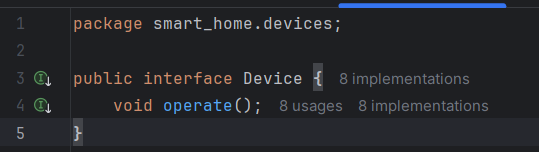 1 package smart_home.devices;
2
3 public interface Device { 8 implementations
4 void operate(); 8 usages 8 implementations
5 }